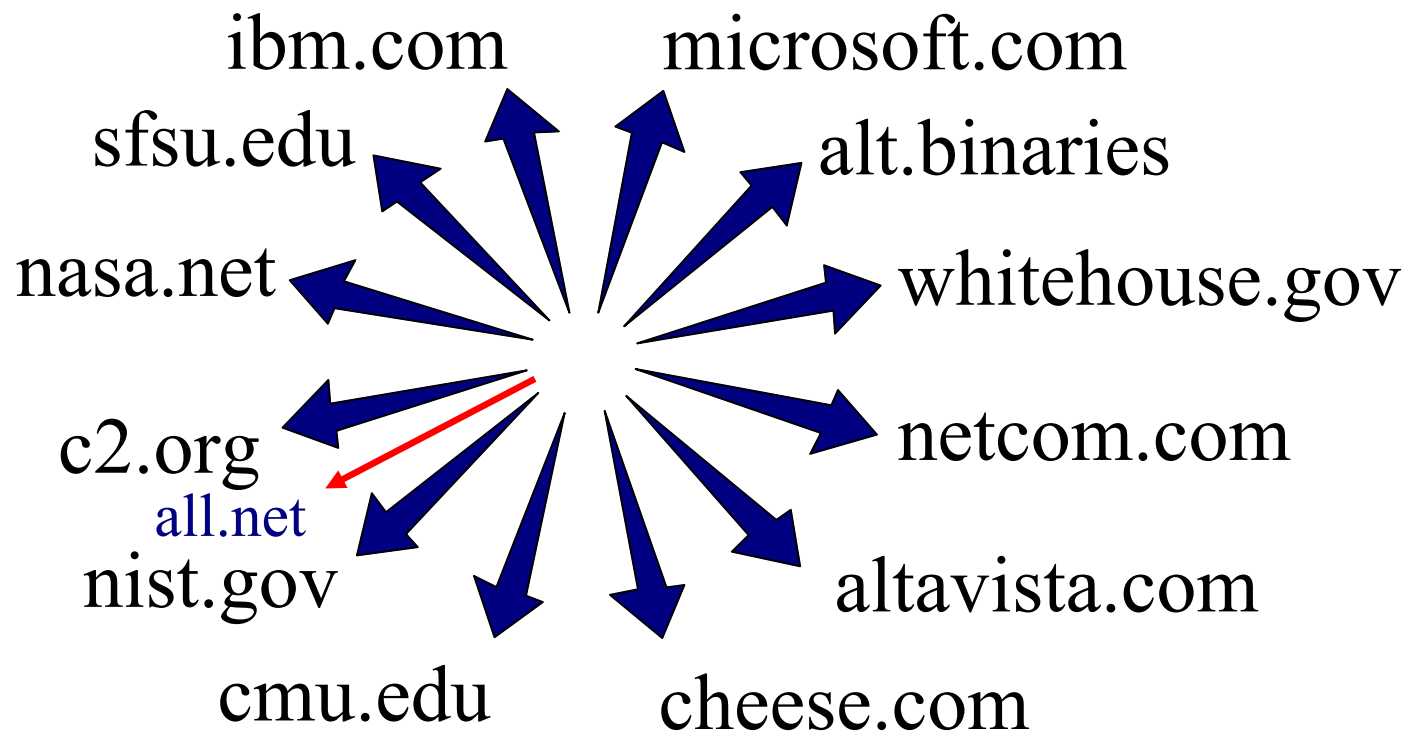 ibm.com
microsoft.com
sfsu.edu
alt.binaries
nasa.net
whitehouse.gov
c2.org
netcom.com
all.net
nist.gov
altavista.com
cmu.edu
cheese.com